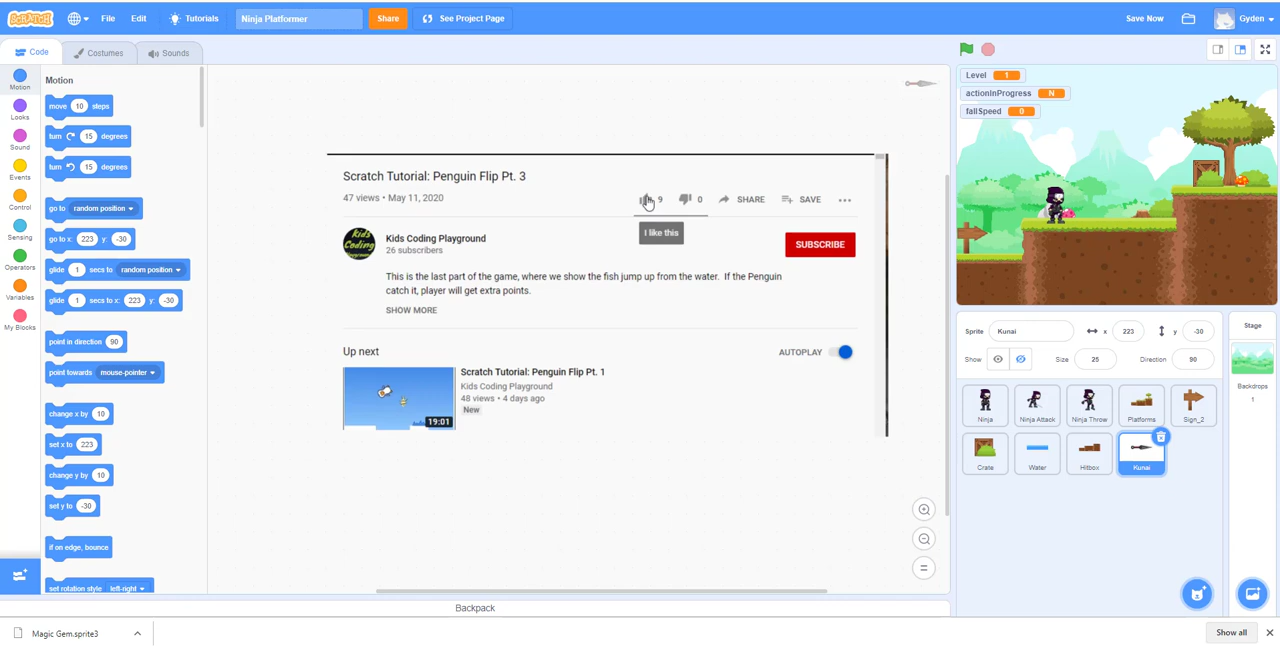 SCRATCH File Edit Tutorials Ninja Platformer Share See Project Page Save Now Gyden
Code Costumes Sounds
Motion
Looks
Sound
Events
Control
Sensing
Operators
Variables
My Blocks
Motion
move 10 steps
turn 15 degrees
turn 15 degrees
go to random position
go to x: 223 y: -30
glide 1 secs to random position
glide 1 secs to x: 223 y: -30
point in direction 90
point towards mouse-pointer
change x by 10
set x to 223
change y by 10
set y to -30
if on edge, bounce
set rotation style left-right
Scratch Tutorial: Penguin Flip Pt. 3
47 views • May 11, 2020
9 0 SHARE SAVE
I like this
Kids Coding
Kids Coding Playground
26 subscribers
SUBSCRIBE
This is the last part of the game, where we show the fish jump up from the water. If the Penguin
catch it, player will get extra points.
SHOW MORE
Up next AUTOPLAY
Scratch Tutorial: Penguin Flip Pt. 1
Kids Coding Playground
48 views • 4 days ago
New
19:01
Backpack
Level 1
actionInProgress N
fallSpeed 0
Sprite Kunai x 223 y -30
Show Size 25 Direction 90
Ninja Ninja Attack Ninja Throw Platforms Sign_2
Crate Water Hitbox Kunai
Stage
Backdrops
1
Magic Gem.sprite3
Show all